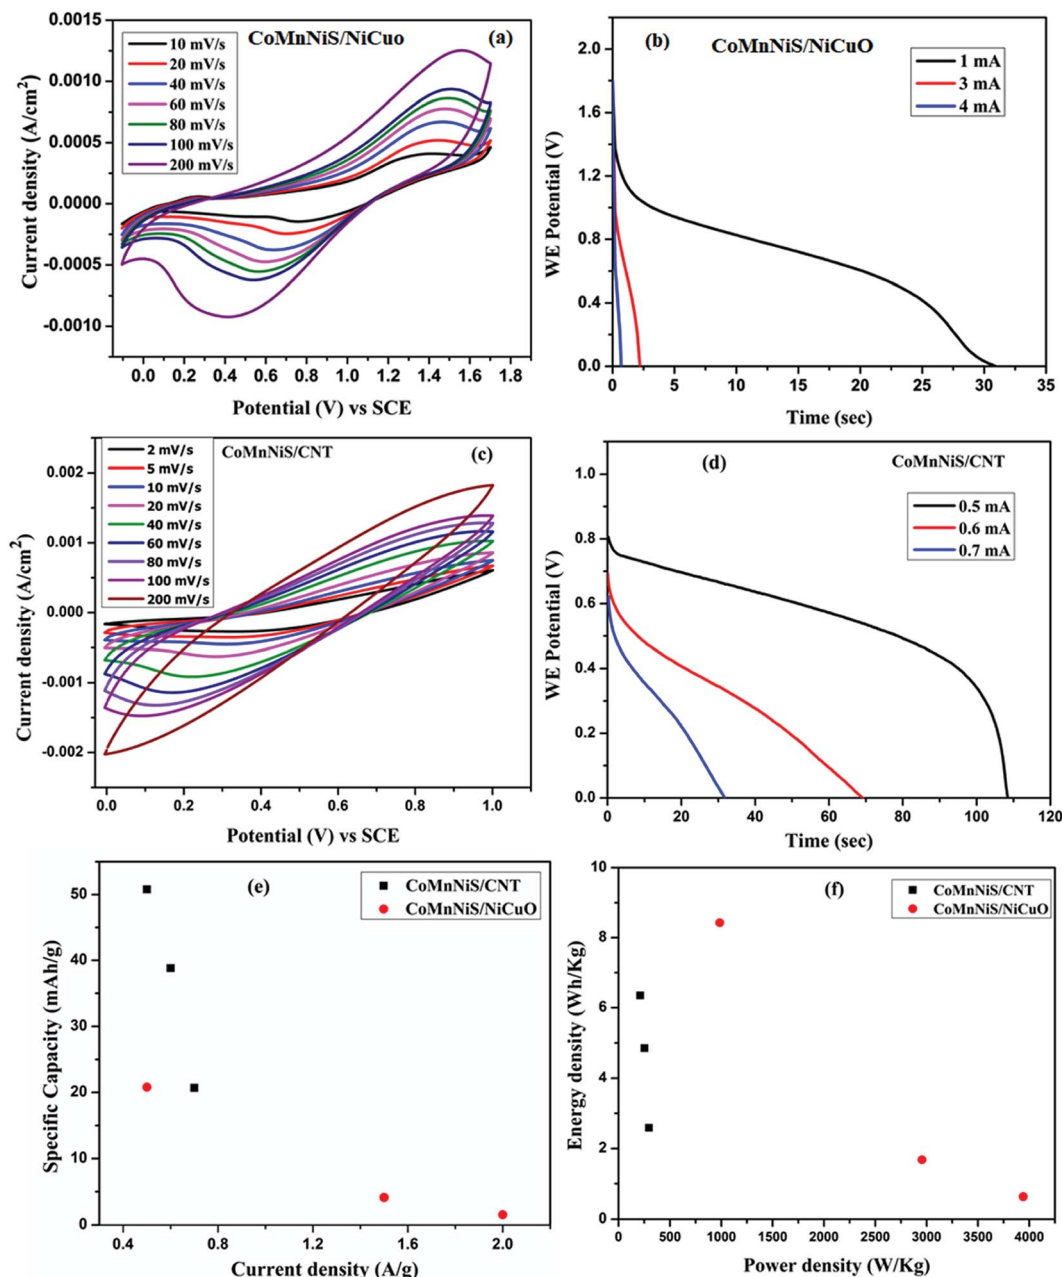 CoMnNiS/NiCuo
(a)
10 mV/s
20 mV/s
40 mV/s
60 mV/s
80 mV/s
100 mV/s
200 mV/s
0.0015
0.0010
0.0005
0.0000
-0.0005
-0.0010
Current density (A/cm2)
0.0 0.2 0.4 0.6 0.8 1.0 1.2 1.4 1.6 1.8
Potential (V) vs SCE
(b)
CoMnNiS/NiCuO
1 mA
3 mA
4 mA
2.0
1.6
1.2
0.8
0.4
0.0
WE Potential (V)
0 5 10 15 20 25 30 35
Time (sec)
CoMnNiS/CNT
(c)
2 mV/s
5 mV/s
10 mV/s
20 mV/s
40 mV/s
60 mV/s
80 mV/s
100 mV/s
200 mV/s
0.002
0.001
0.000
-0.001
-0.002
Current density (A/cm2)
0.0 0.2 0.4 0.6 0.8 1.0
Potential (V) vs SCE
(d)
CoMnNiS/CNT
0.5 mA
0.6 mA
0.7 mA
1.0
0.8
0.6
0.4
0.2
0.0
WE Potential (V)
0 20 40 60 80 100 120
Time (sec)
(e)
CoMnNiS/CNT
CoMnNiS/NiCuO
50
40
30
20
10
0
Specific Capacity (mAh/g)
0.4 0.8 1.2 1.6 2.0
Current density (A/g)
(f)
CoMnNiS/CNT
CoMnNiS/NiCuO
10
8
6
4
2
0
Energy density (Wh/Kg)
0 500 1000 1500 2000 2500 3000 3500 4000
Power density (W/Kg)